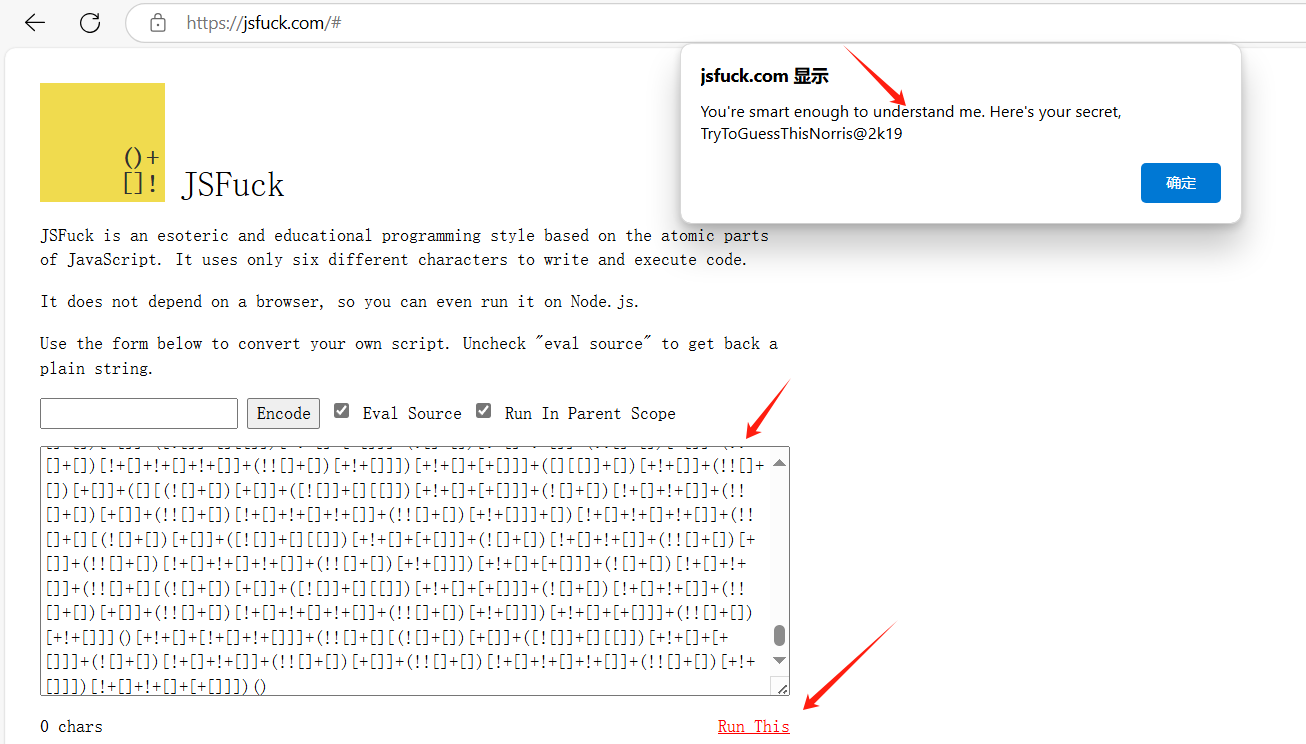 https://jsfuck.com/#
jsfuck.com 显示
You're smart enough to understand me. Here's your secret,
TryToGuessThisNorris@2k19
确定
()+
[]!
JSFuck
JSFuck is an esoteric and educational programming style based on the atomic parts
of JavaScript. It uses only six different characters to write and execute code.
It does not depend on a browser, so you can even run it on Node.js.
Use the form below to convert your own script. Uncheck "eval source" to get back a
plain string.
Encode
Eval Source
Run In Parent Scope
[]+[])[!+[]+!+[]+!+[]]+(!![]+[])[+!+[]]])[+!+[]+[+[]]]+([][[]]+[])[+!+[]]+(!![]+
[])[+[]]+([][(![]+[])[+[]]+([![]]+[][[]])[+!+[]+[+[]]]+(![]+[])[!+[]+!+[]]+(!!
[]+[])[+[]]+(!![]+[])[!+[]+!+[]+!+[]]+(!![]+[])[+!+[]]]+[])[!+[]+!+[]+!+[]]+(!!
[]+[][(![]+[])[+[]]+([![]]+[][[]])[+!+[]+[+[]]]+(![]+[])[!+[]+!+[]]+(!![]+[])[+
[]]+(!![]+[])[!+[]+!+[]+!+[]]+(!![]+[])[+!+[]]])[+!+[]+[+[]]]+(![]+[])[!+[]+!+
[]]+(!![]+[][(![]+[])[+[]]+([![]]+[][[]])[+!+[]+[+[]]]+(![]+[])[!+[]+!+[]]+(!!
[]+[])[+[]]+(!![]+[])[!+[]+!+[]+!+[]]+(!![]+[])[+!+[]]])[+!+[]+[+[]]]+(!![]+[])
[+!+[]]]()[+!+[]+[!+[]+!+[]]]+(!![]+[][(![]+[])[+[]]+([![]]+[][[]])[+!+[]+[+
[]]]+(![]+[])[!+[]+!+[]]+(!![]+[])[+[]]+(!![]+[])[!+[]+!+[]+!+[]]+(!![]+[])[+!+
[]]])[!+[]+!+[]+[+[]]])()
0 chars
Run This